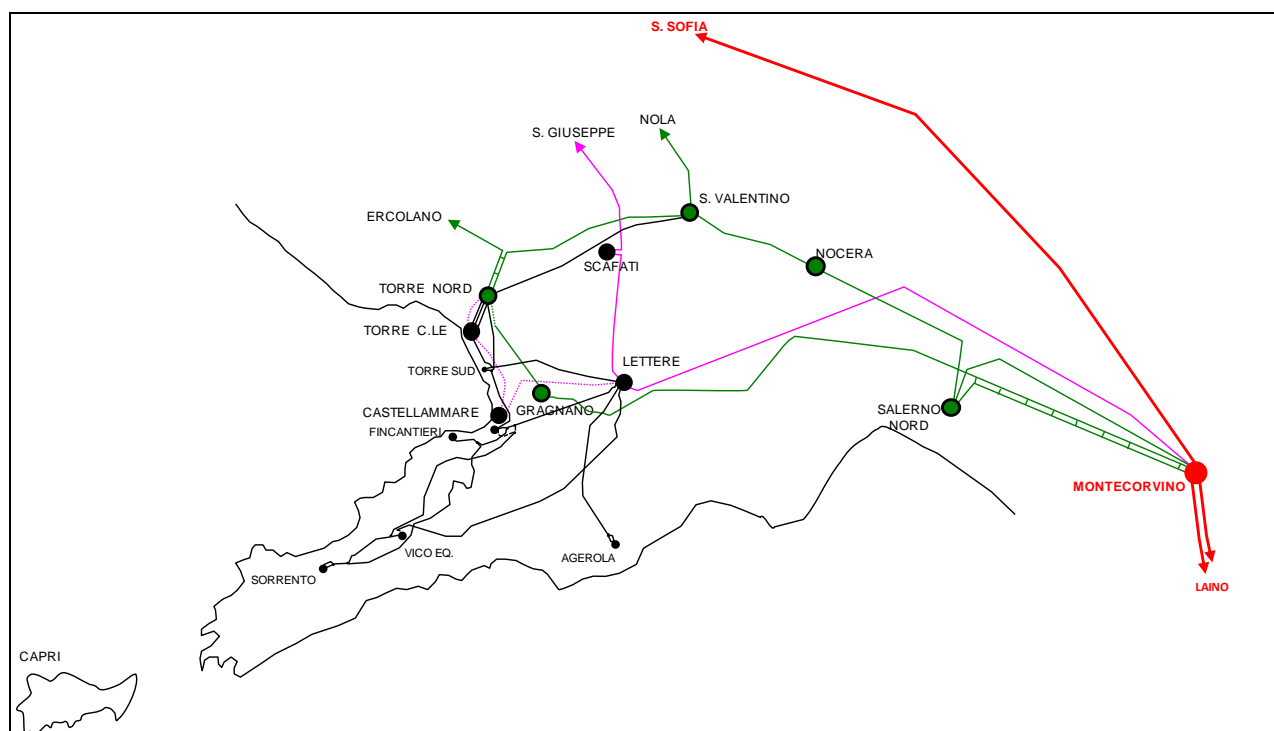 S. SOFIA
NOLA
S. GIUSEPPE
S. VALENTINO
ERCOLANO
NOCERA
SCAFATI
TORRE NORD
TORRE C.LE
LETTERE
TORRE SUD
CASTELLAMMARE
GRAGNANO
SALERNO
NORD
FINCANTIERI
MONTECORVINO
VICO EQ.
AGEROLA
SORRENTO
LAINO
CAPRI